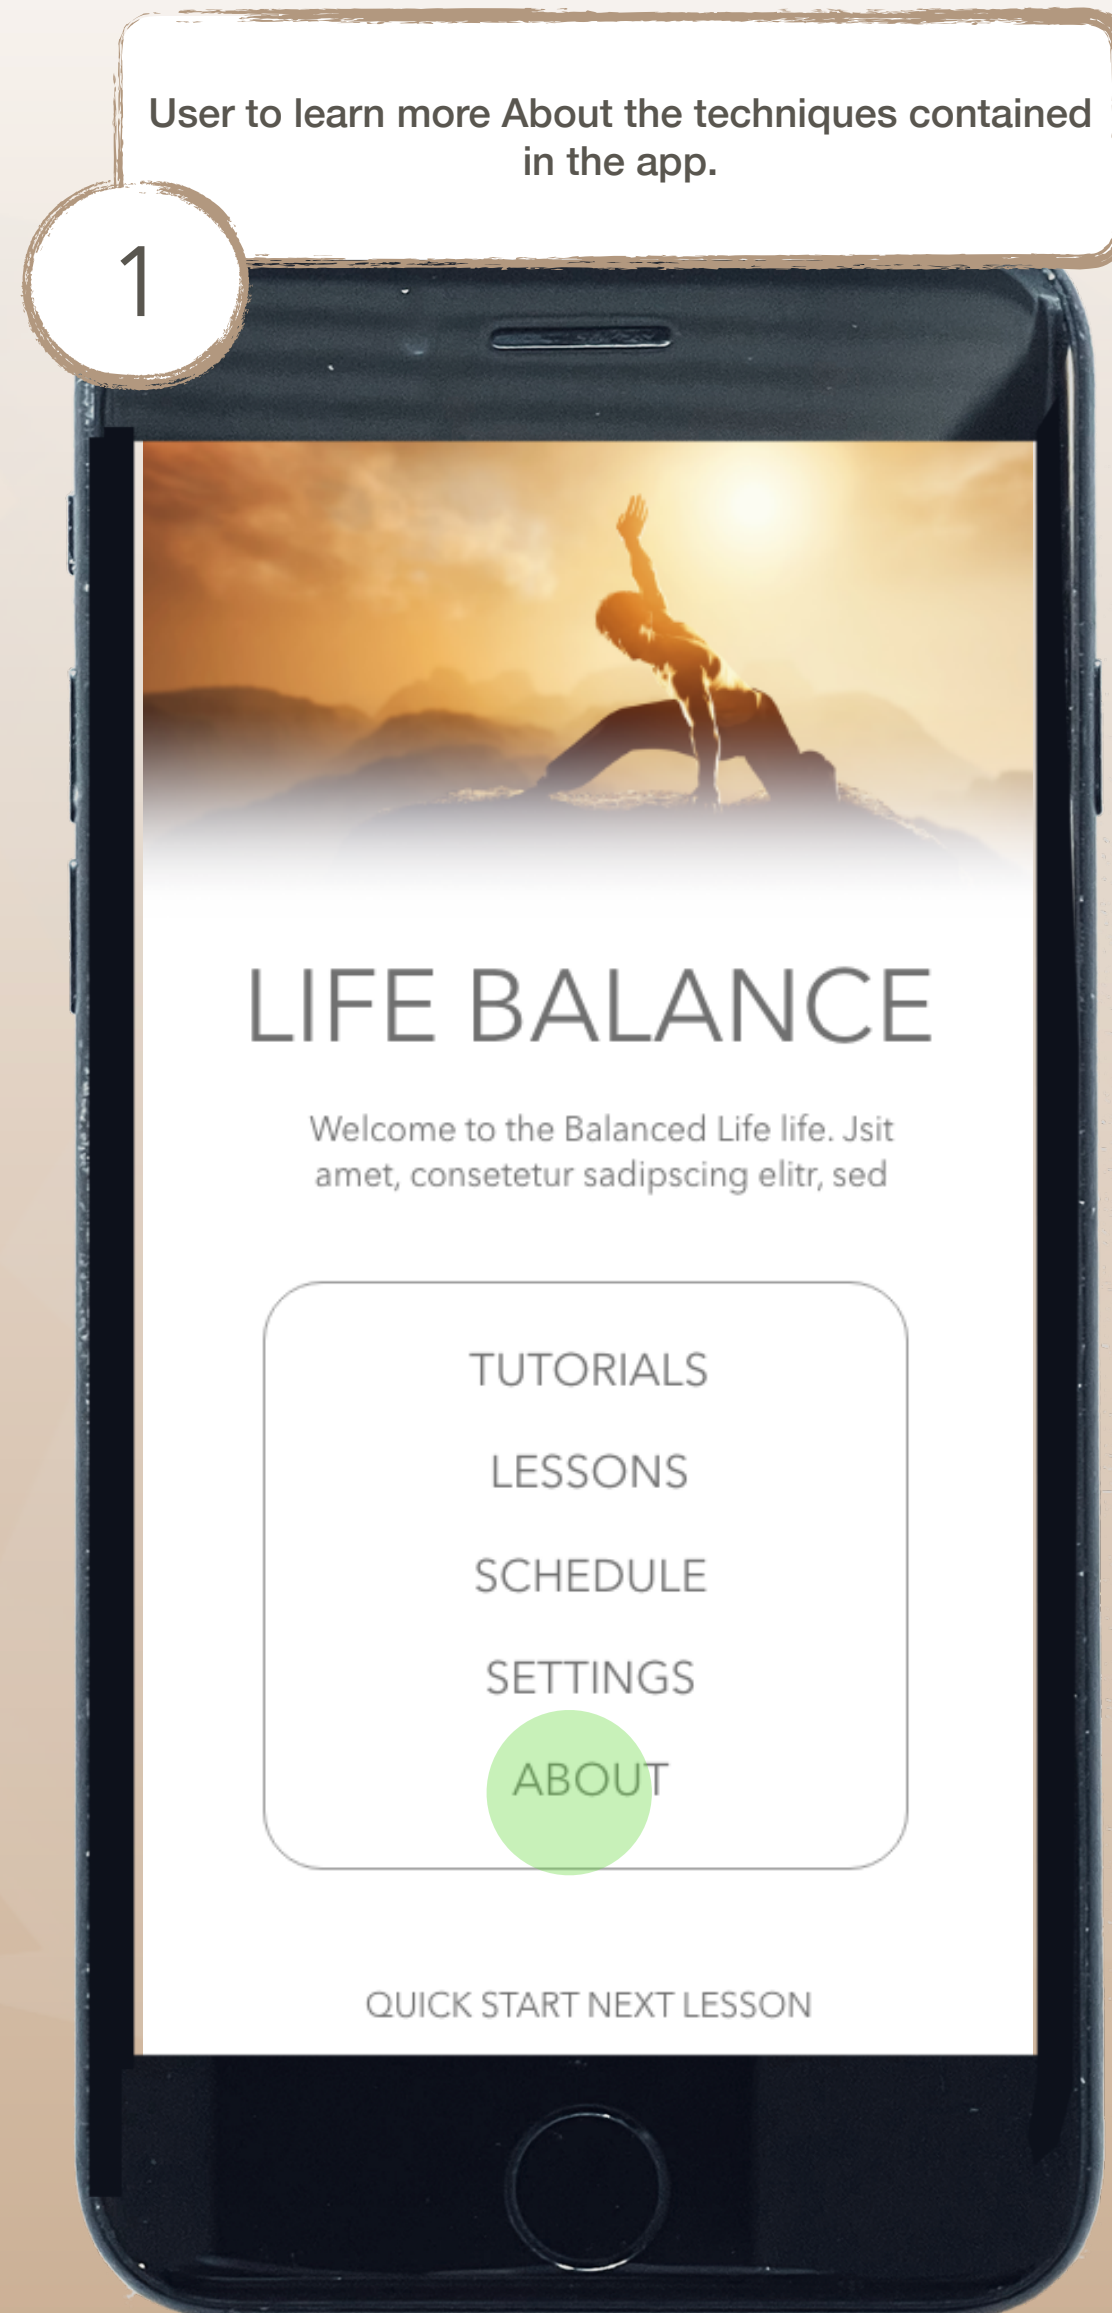 User to learn more About the techniques contained
in the app.
1
LIFE BALANCE
Welcome to the Balanced Life life. Jsit
amet, consetetur sadipscing elitr, sed
TUTORIALS
LESSONS
SCHEDULE
SETTINGS
ABOUT
QUICK START NEXT LESSON